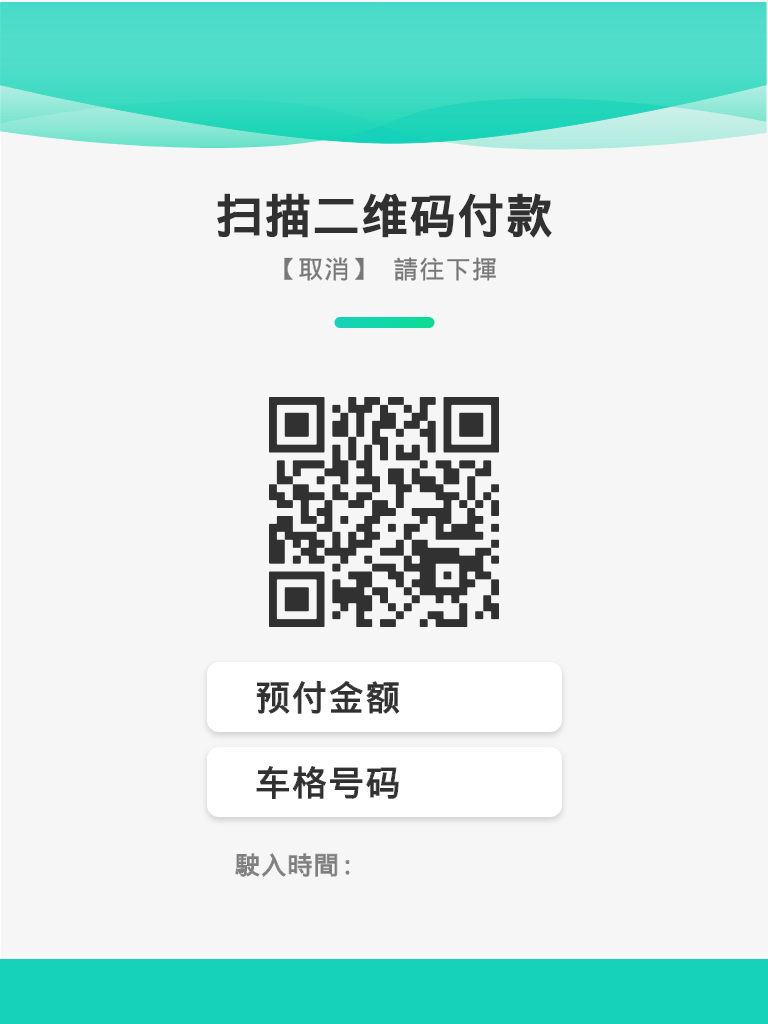 扫描二维码付款
【取消】 請往下揮
预付金额
车格号码
駛入時間：